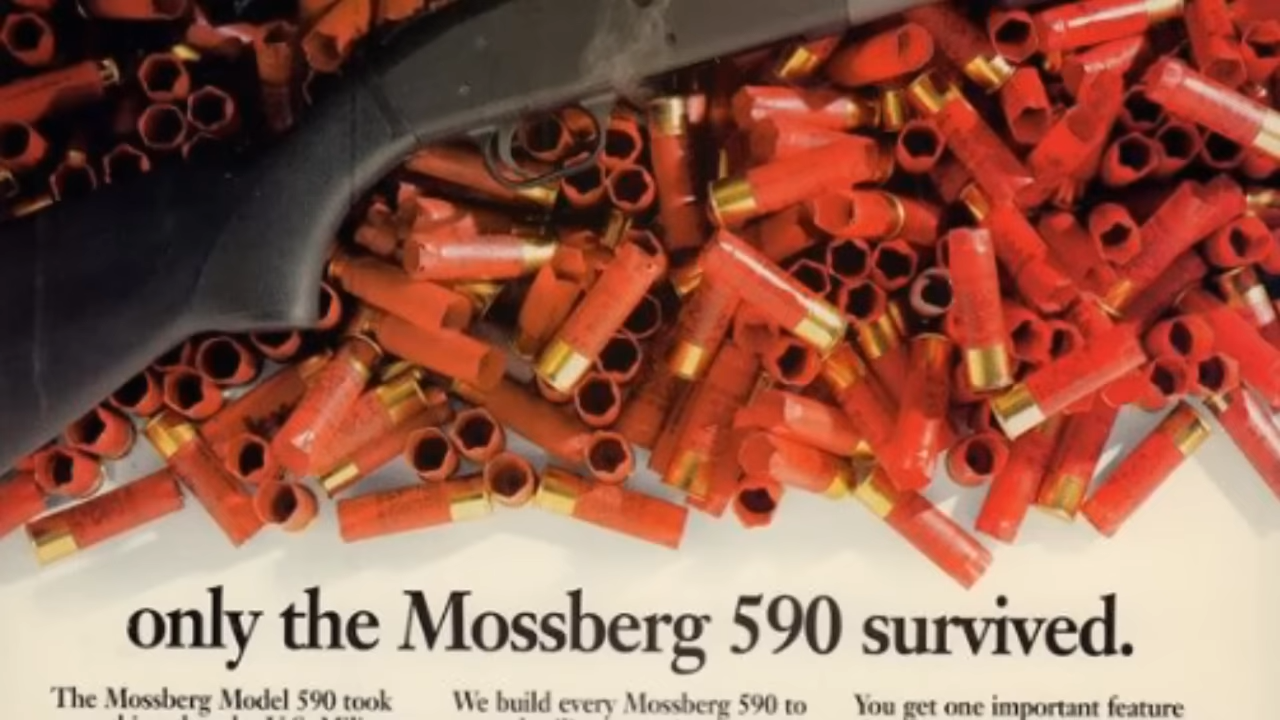 only the Mossberg 590 survived.
The Mossberg Model 590 took
We build every Mossberg 590 to
You get one important feature